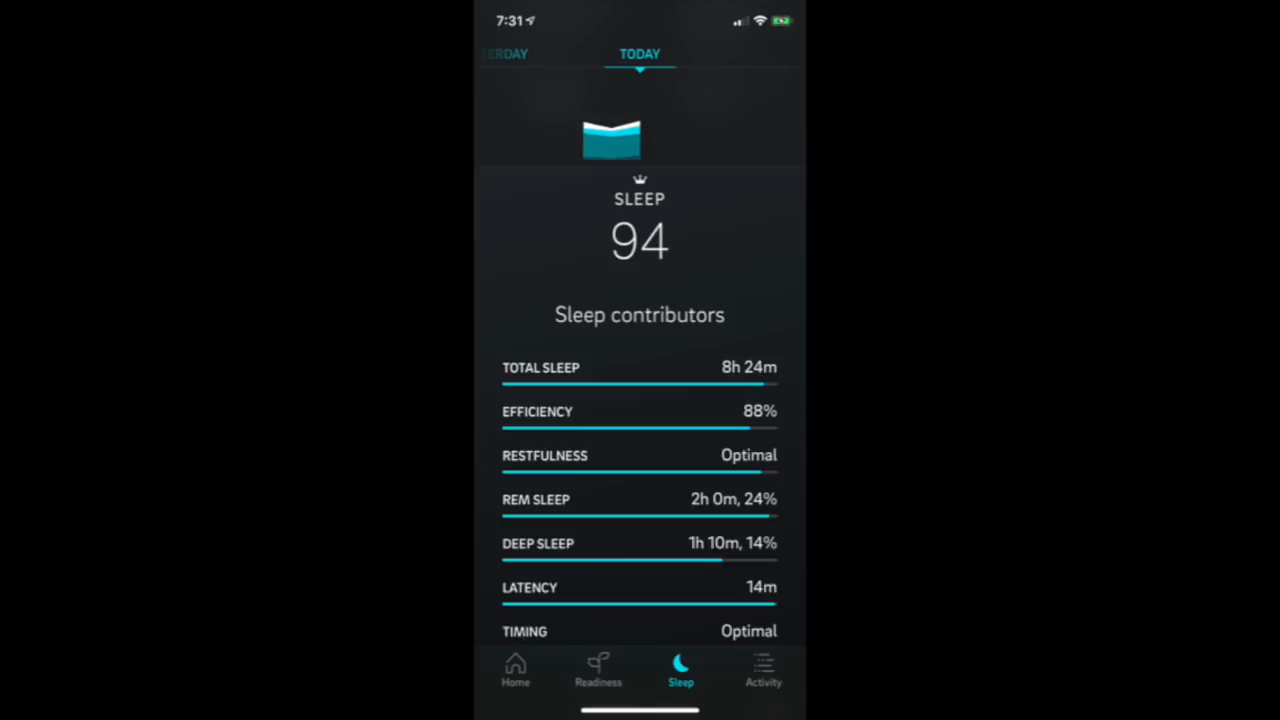 7:31
TERDAY TODAY
SLEEP
94
Sleep contributors
TOTAL SLEEP 8h 24m
EFFICIENCY 88%
RESTFULNESS Optimal
REM SLEEP 2h 0m, 24%
DEEP SLEEP 1h 10m, 14%
LATENCY 14m
TIMING Optimal
Home Readiness Sleep Activity